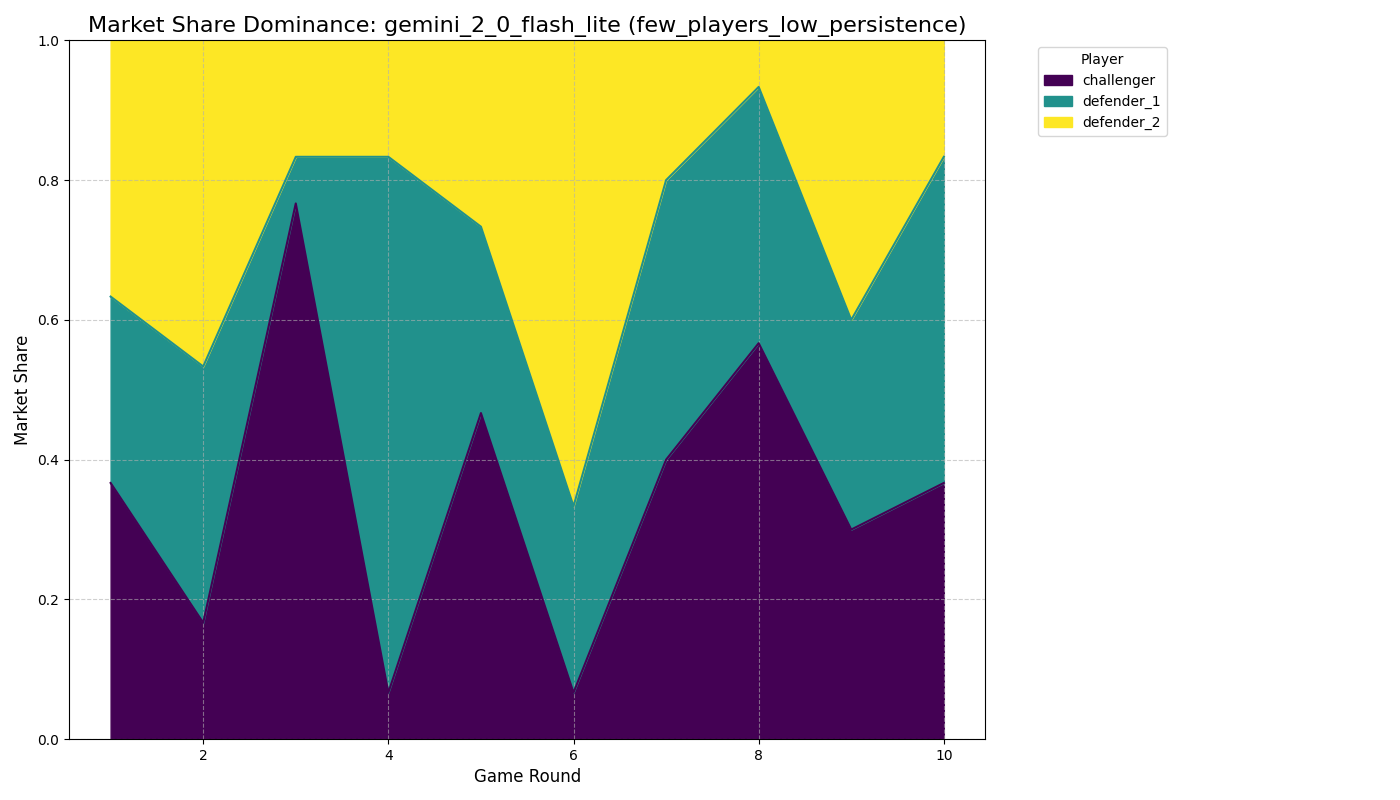 Market Share Dominance: gemini_2_0_flash_lite (few_players_low_persistence)
Player
challenger
defender_1
defender_2
Market Share
1.0
0.8
0.6
0.4
0.2
0.0
2 4 6 8 10
Game Round